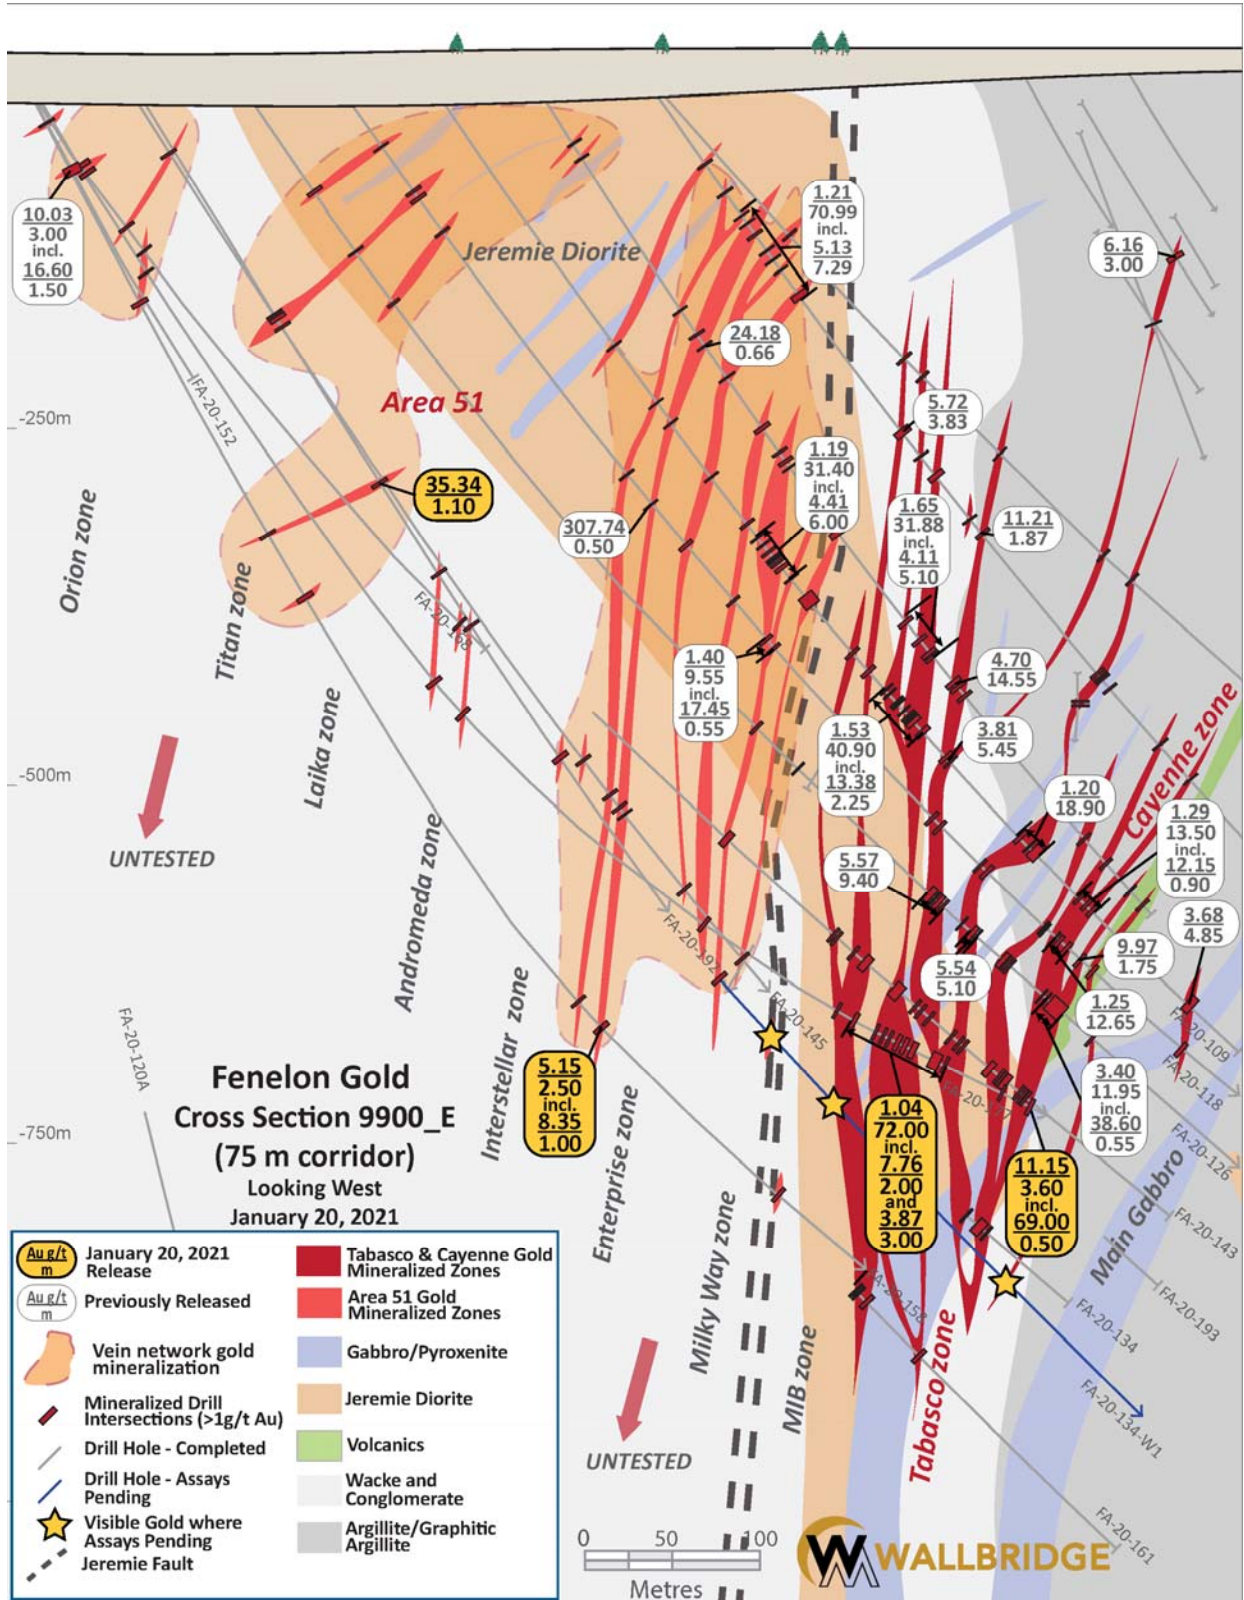 10.03
3.00
incl.
16.60
1.50
1.21
70.99
incl.
5.13
7.29
6.16
3.00
Jeremie Diorite
24.18
0.66
FA-20-152
Area 51
-250m
5.72
3.83
35.34
1.10
1.19
31.40
incl.
4.41
6.00
1.65
31.88
incl.
4.11
5.10
11.21
1.87
307.74
0.50
Orion zone
Titan zone
FA-20-168
1.40
9.55
incl.
17.45
0.55
4.70
14.55
Laika zone
1.53
40.90
incl.
13.38
2.25
3.81
5.45
-500m
Cayenne zone
1.20
18.90
1.29
13.50
incl.
12.15
0.90
UNTESTED
Andromeda zone
5.57
9.40
3.68
4.85
FA-20-192
5.54
5.10
9.97
1.75
Interstellar zone
FA-20-145
1.25
12.65
FA-20-109
FA-20-120A
Fenelon Gold
Cross Section 9900_E
(75 m corridor)
Looking West
January 20, 2021
5.15
2.50
incl.
8.35
1.00
3.40
11.95
incl.
38.60
0.55
FA-20-118
-750m
Enterprise zone
1.04
72.00
incl.
7.76
2.00
and
3.87
3.00
11.15
3.60
incl.
69.00
0.50
FA-20-126
Main Gabbro
FA-20-143
Milky Way zone
FA-20-158
FA-20-193
FA-20-134
MIB zone
Tabasco zone
FA-20-134-W1
UNTESTED
FA-20-161
Au g/t
m
January 20, 2021
Release
Au g/t
m
Previously Released
Vein network gold
mineralization
Mineralized Drill
Intersections (>1g/t Au)
Drill Hole - Completed
Drill Hole - Assays
Pending
Visible Gold where
Assays Pending
Jeremie Fault
Tabasco & Cayenne Gold
Mineralized Zones
Area 51 Gold
Mineralized Zones
Gabbro/Pyroxenite
Jeremie Diorite
Volcanics
Wacke and
Conglomerate
Argillite/Graphitic
Argillite
0 50 100
Metres
WALLBRIDGE